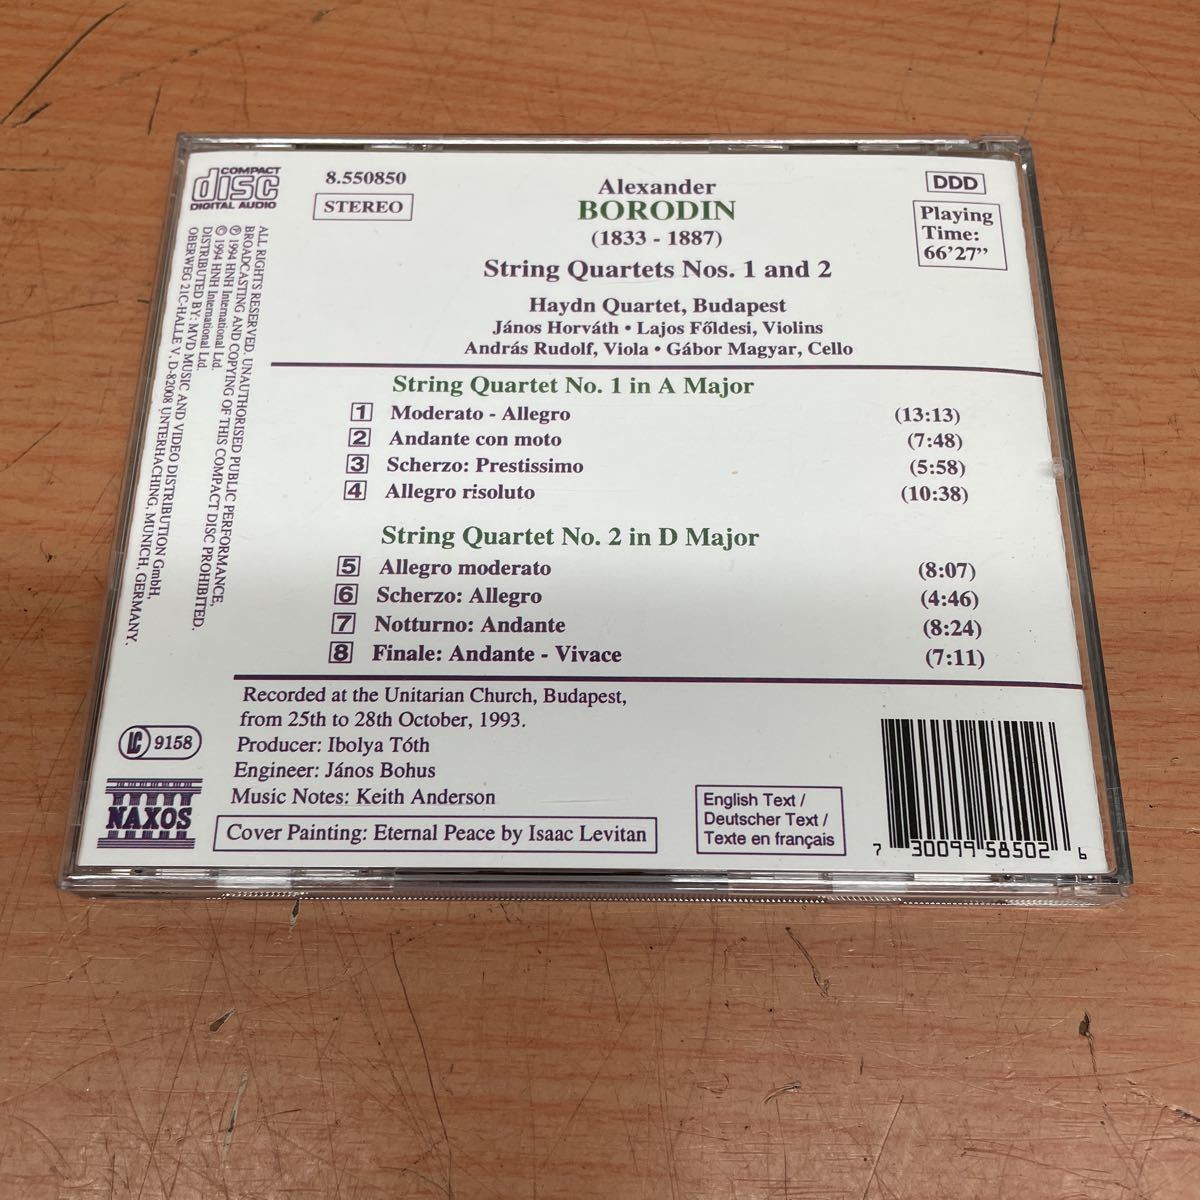 COMPACT
disc
DIGITAL AUDIO
8.550850
STEREO
Alexander
BORODIN
(1833 - 1887)
String Quartets Nos. 1 and 2
DDD
Playing
Time:
66'27"
Haydn Quartet, Budapest
János Horváth • Lajos Főldesi, Violins
András Rudolf, Viola • Gábor Magyar, Cello
String Quartet No. 1 in A Major
1 Moderato - Allegro (13:13)
2 Andante con moto (7:48)
3 Scherzo: Prestissimo (5:58)
4 Allegro risoluto (10:38)
String Quartet No. 2 in D Major
5 Allegro moderato (8:07)
6 Scherzo: Allegro (4:46)
7 Notturno: Andante (8:24)
8 Finale: Andante - Vivace (7:11)
Recorded at the Unitarian Church, Budapest,
from 25th to 28th October, 1993.
Producer: Ibolya Tóth
Engineer: János Bohus
Music Notes: Keith Anderson
Cover Painting: Eternal Peace by Isaac Levitan
English Text /
Deutscher Text /
Texte en français
7 30099 58502 6
LC 9158
NAXOS
ALL RIGHTS RESERVED. UNAUTHORISED PUBLIC PERFORMANCE,
BROADCASTING AND COPYING OF THIS COMPACT DISC PROHIBITED.
℗ 1994 HNH International Ltd.
© 1994 HNH International Ltd.
DISTRIBUTED BY: MVD MUSIC AND VIDEO DISTRIBUTION GmbH,
OBERWEG 21C-HALLE V, D-82008 UNTERHACHING, MUNICH, GERMANY.